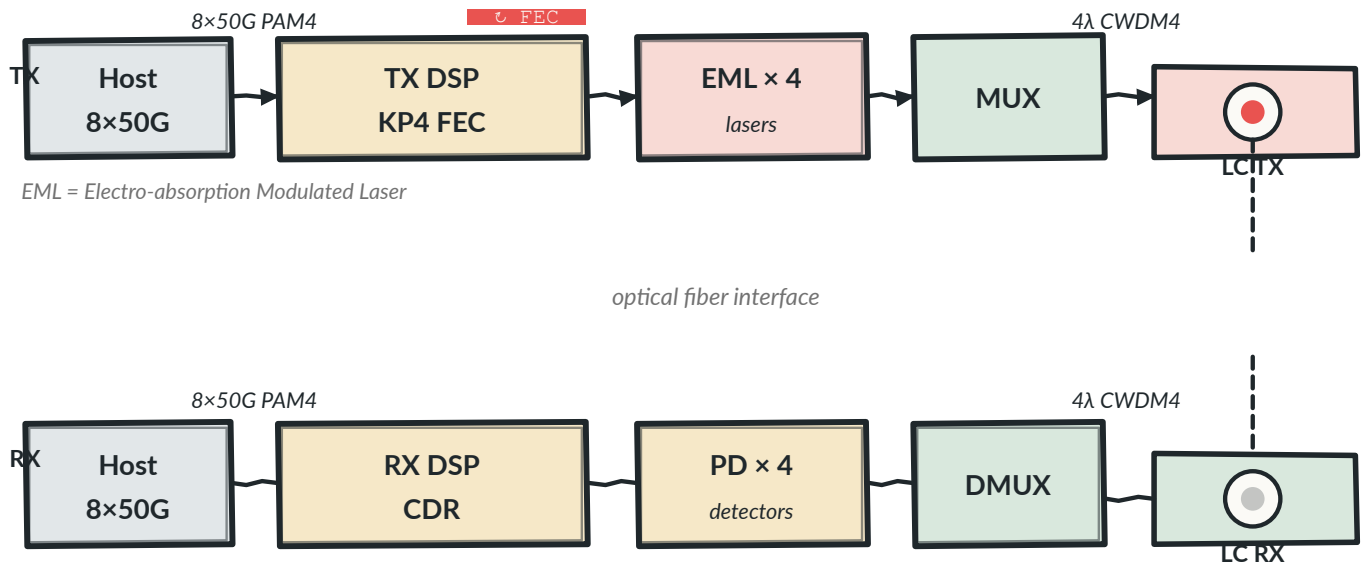 8×50G PAM4
↻ FEC
4λ CWDM4
TX
Host
8×50G
TX DSP
KP4 FEC
EML × 4
lasers
MUX
LC TX
EML = Electro-absorption Modulated Laser
optical fiber interface
8×50G PAM4
4λ CWDM4
RX
Host
8×50G
RX DSP
CDR
PD × 4
detectors
DMUX
LC RX